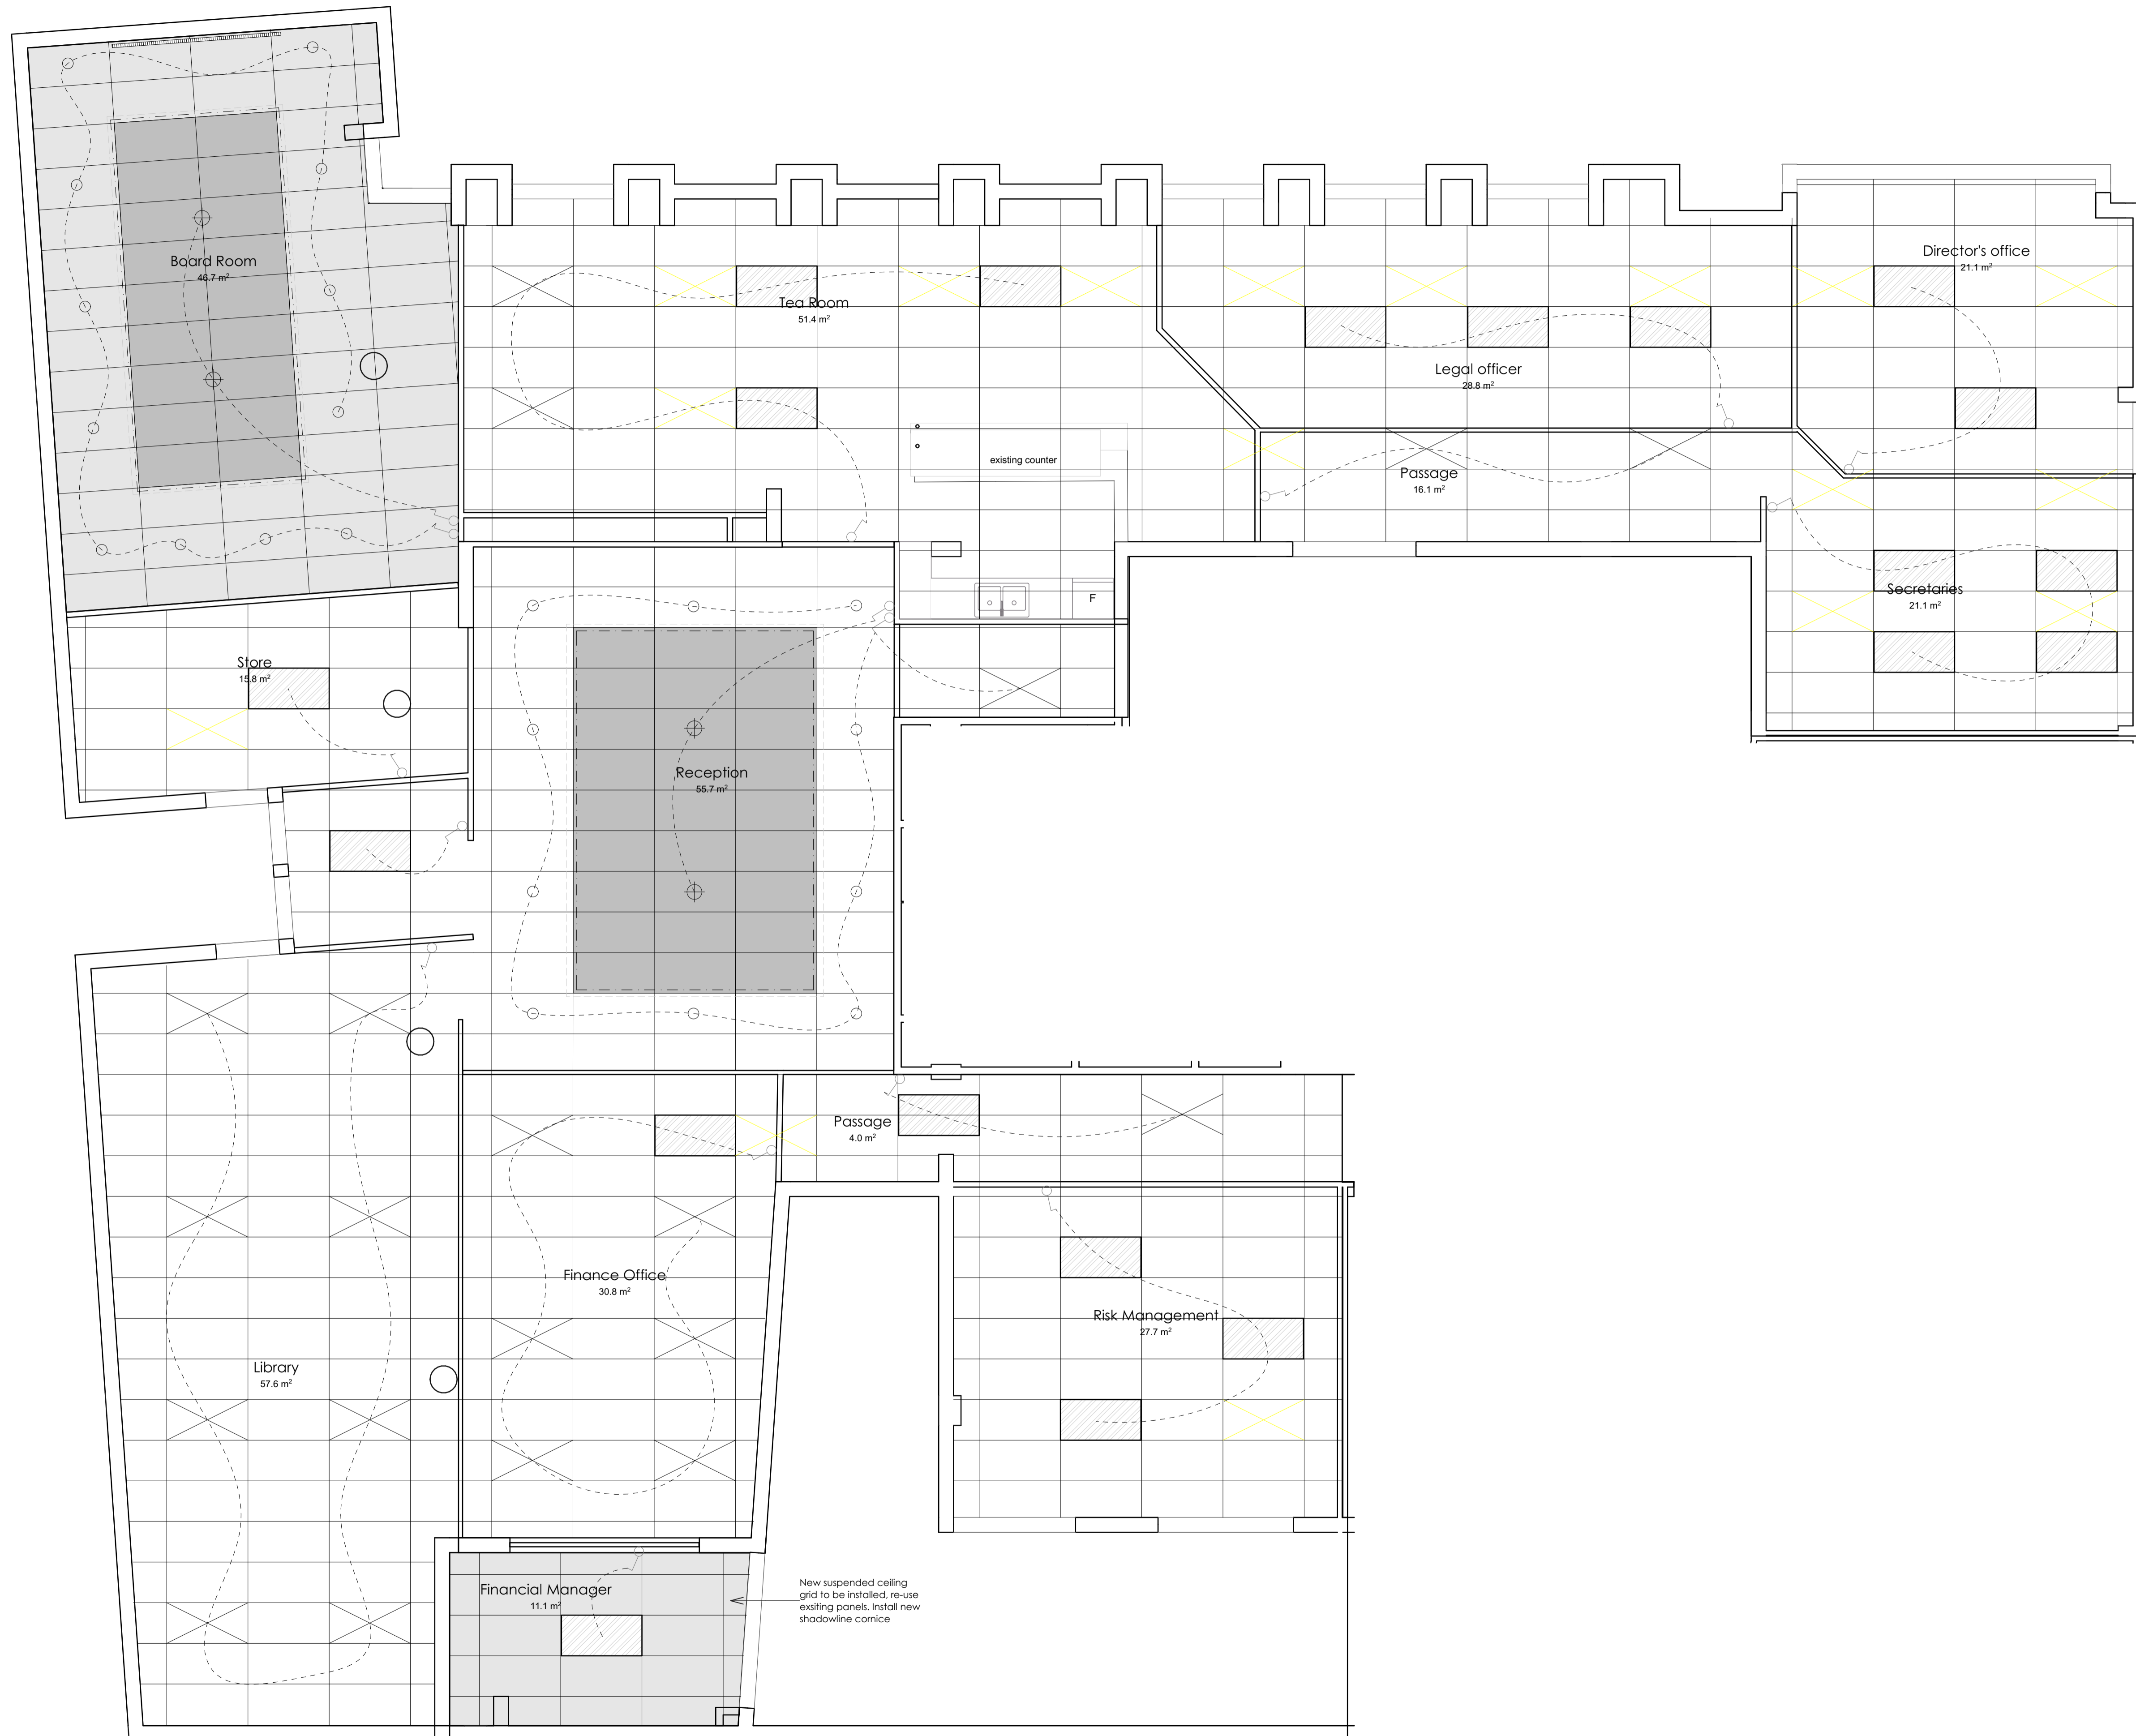 Board Room
46.7 m²
Tea Room
51.4 m²
Director's office
21.1 m²
Legal officer
28.8 m²
existing counter
Passage
16.1 m²
Secretaries
21.1 m²
F
Store
15.8 m²
Reception
55.7 m²
Passage
4.0 m²
Finance Office
30.8 m²
Risk Management
27.7 m²
Library
57.6 m²
Financial Manager
11.1 m²
New suspended ceiling
grid to be installed, re-use
exsiting panels. Install new
shadowline cornice